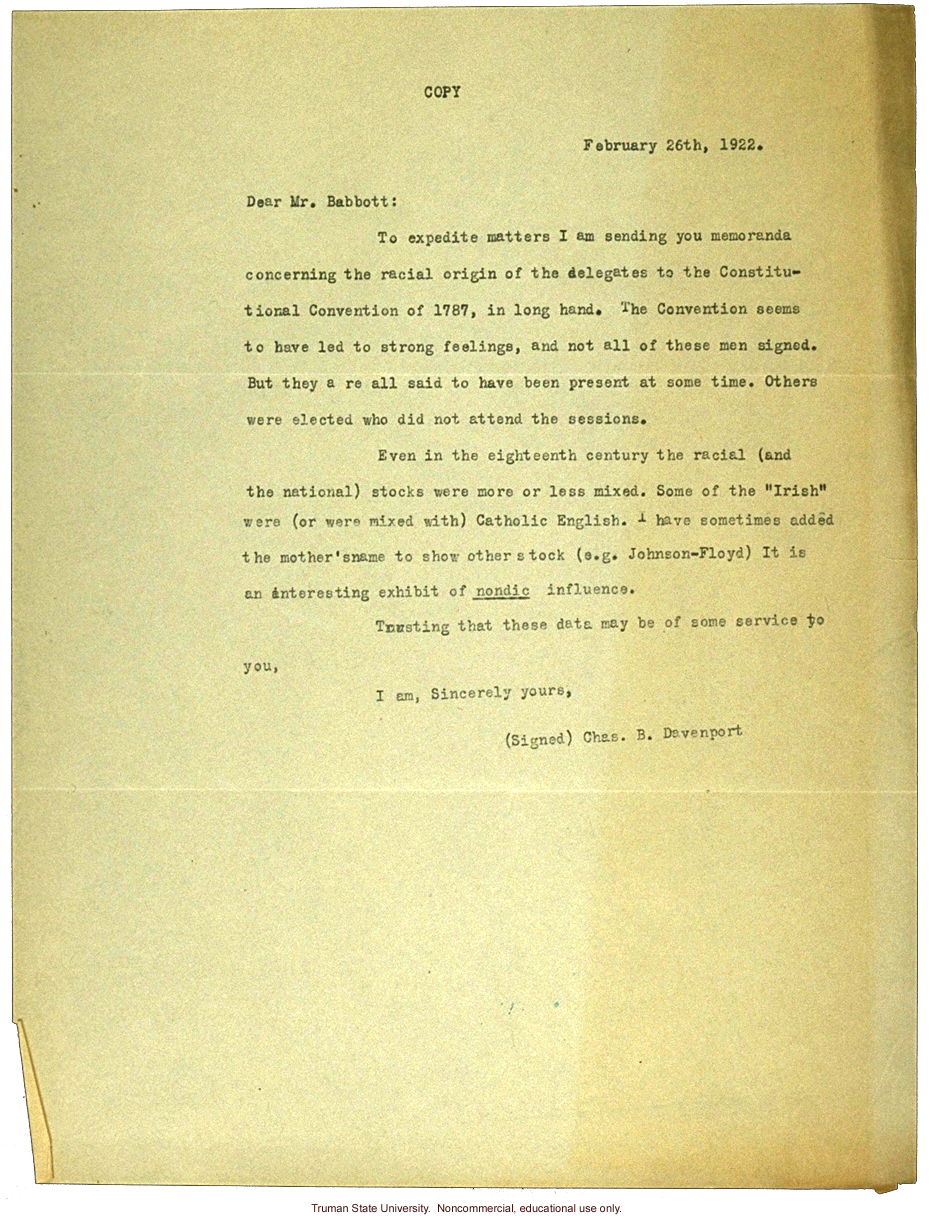 COPY
February 26th, 1922.
Dear Mr. Babbott:
To expedite matters I am sending you memoranda
concerning the racial origin of the delegates to the Constitu-
tional Convention of 1787, in long hand. The Convention seems
to have led to strong feelings, and not all of these men signed.
But they a re all said to have been present at some time. Others
were elected who did not attend the sessions.
Even in the eighteenth century the racial (and
the national) stocks were more or less mixed. Some of the "Irish"
were (or were mixed with) Catholic English. I have sometimes added
the mother'sname to show other stock (e.g. Johnson-Floyd) It is
an interesting exhibit of nondic influence.
Trusting that these data may be of some service to
you,
I am, Sincerely yours,
(Signed) Chas. B. Davenport
Truman State University. Noncommercial, educational use only.